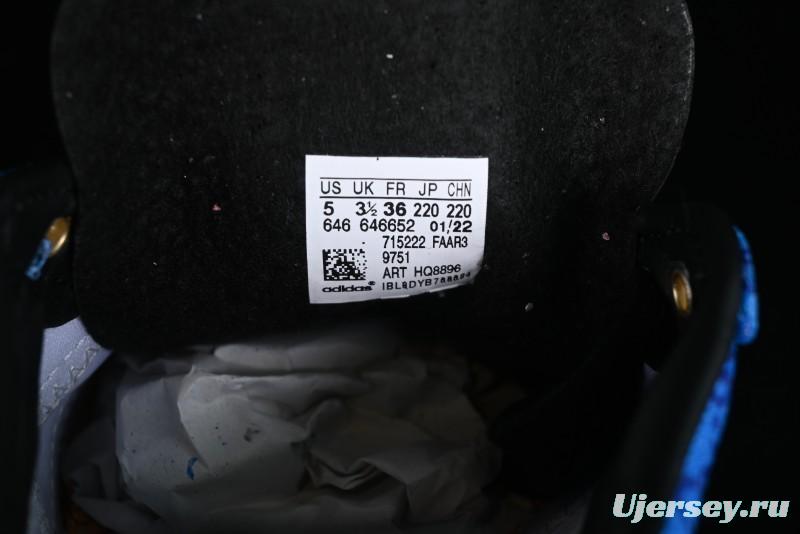 US UK FR JP CHN
5 3½ 36 220 220
646 646652 01/22
715222 FAAR3
9751
ART HQ8896
adidas
Ujersey.ru